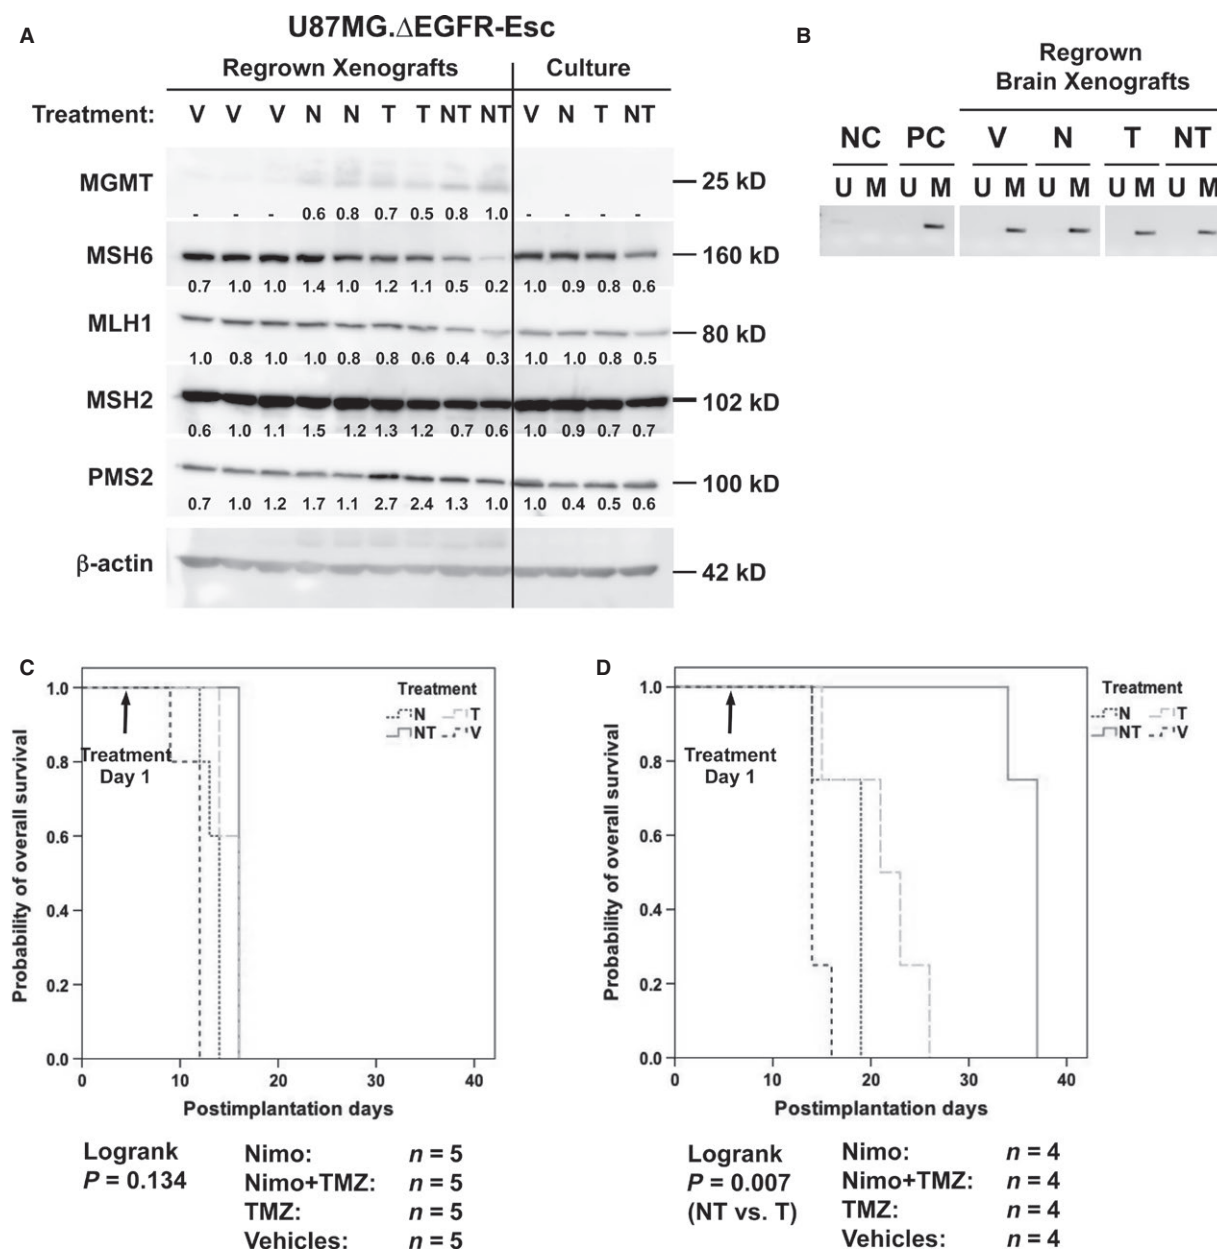 A
U87MG.ΔEGFR-Esc
Regrown Xenografts Culture
Treatment: V V V N N T T NT NT V N T NT
MGMT 25 kD
- - - 0.6 0.8 0.7 0.5 0.8 1.0 - - - -
MSH6 160 kD
0.7 1.0 1.0 1.4 1.0 1.2 1.1 0.5 0.2 1.0 0.9 0.8 0.6
MLH1 80 kD
1.0 0.8 1.0 1.0 0.8 0.8 0.6 0.4 0.3 1.0 1.0 0.8 0.5
MSH2 102 kD
0.6 1.0 1.1 1.5 1.2 1.3 1.2 0.7 0.6 1.0 0.9 0.7 0.7
PMS2 100 kD
0.7 1.0 1.2 1.7 1.1 2.7 2.4 1.3 1.0 1.0 0.4 0.5 0.6
β-actin 42 kD
B
Regrown
Brain Xenografts
NC PC V N T NT
U M U M U M U M U M U M
C
Probability of overall survival
1.0
0.8
0.6
0.4
0.2
0.0
Treatment
Day 1
Treatment
N T
NT V
0 10 20 30 40
Postimplantation days
Logrank
P = 0.134
Nimo: n = 5
Nimo+TMZ: n = 5
TMZ: n = 5
Vehicles: n = 5
D
Probability of overall survival
1.0
0.8
0.6
0.4
0.2
0.0
Treatment
Day 1
Treatment
N T
NT V
0 10 20 30 40
Postimplantation days
Logrank
P = 0.007
(NT vs. T)
Nimo: n = 4
Nimo+TMZ: n = 4
TMZ: n = 4
Vehicles: n = 4